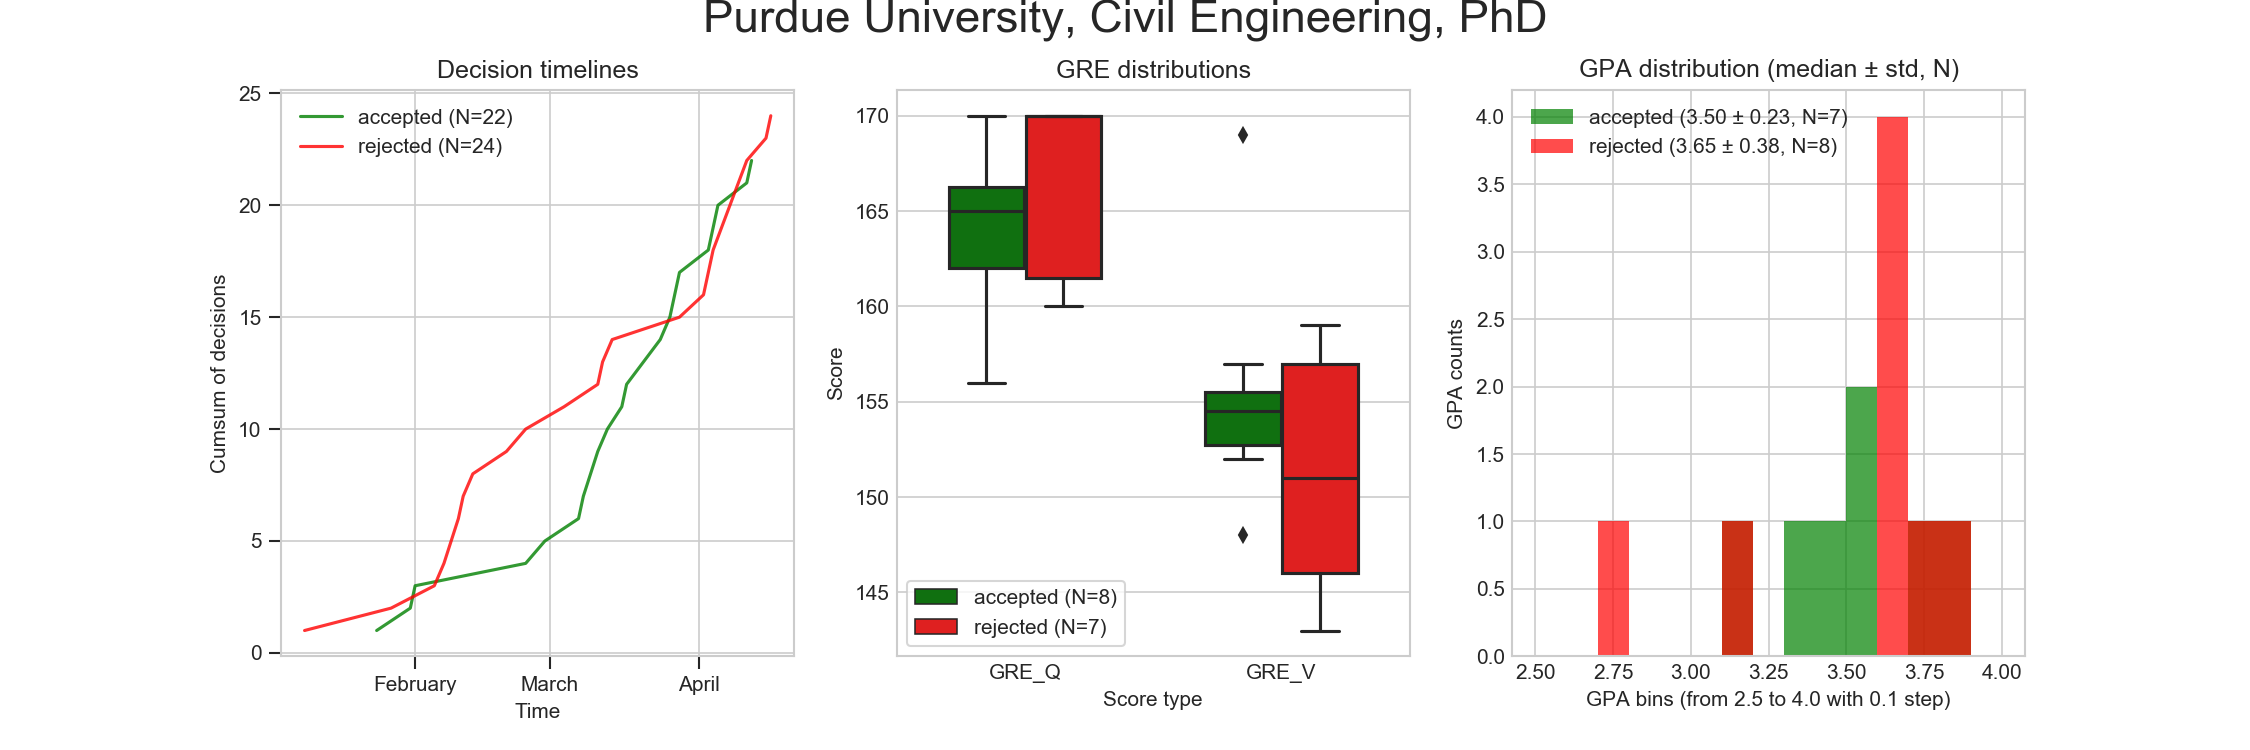 Purdue University, Civil Engineering, PhD
Decision timelines
25
20
15
10
5
0
Cumsum of decisions
accepted (N=22)
rejected (N=24)
February
March
April
Time
GRE distributions
170
165
160
155
150
145
Score
accepted (N=8)
rejected (N=7)
GRE_Q
GRE_V
Score type
GPA distribution (median ± std, N)
4.0
3.5
3.0
2.5
2.0
1.5
1.0
0.5
0.0
GPA counts
accepted (3.50 ± 0.23, N=7)
rejected (3.65 ± 0.38, N=8)
2.50
2.75
3.00
3.25
3.50
3.75
4.00
GPA bins (from 2.5 to 4.0 with 0.1 step)